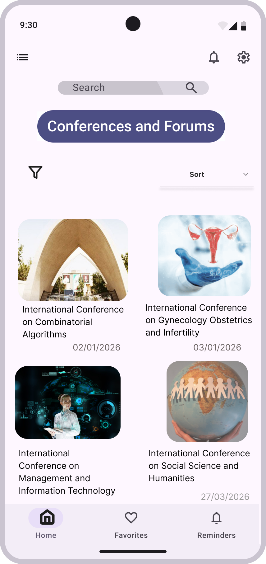 9:30
Search
Conferences and Forums
Sort
International Conference
on Combinatorial
Algorithms
02/01/2026
International Conference
on Gynecology Obstetrics
and Infertility
03/01/2026
International
Conference on
Management and
Information Technology
International Conference
on Social Science and
Humanities
27/03/2026
Home
Favorites
Reminders